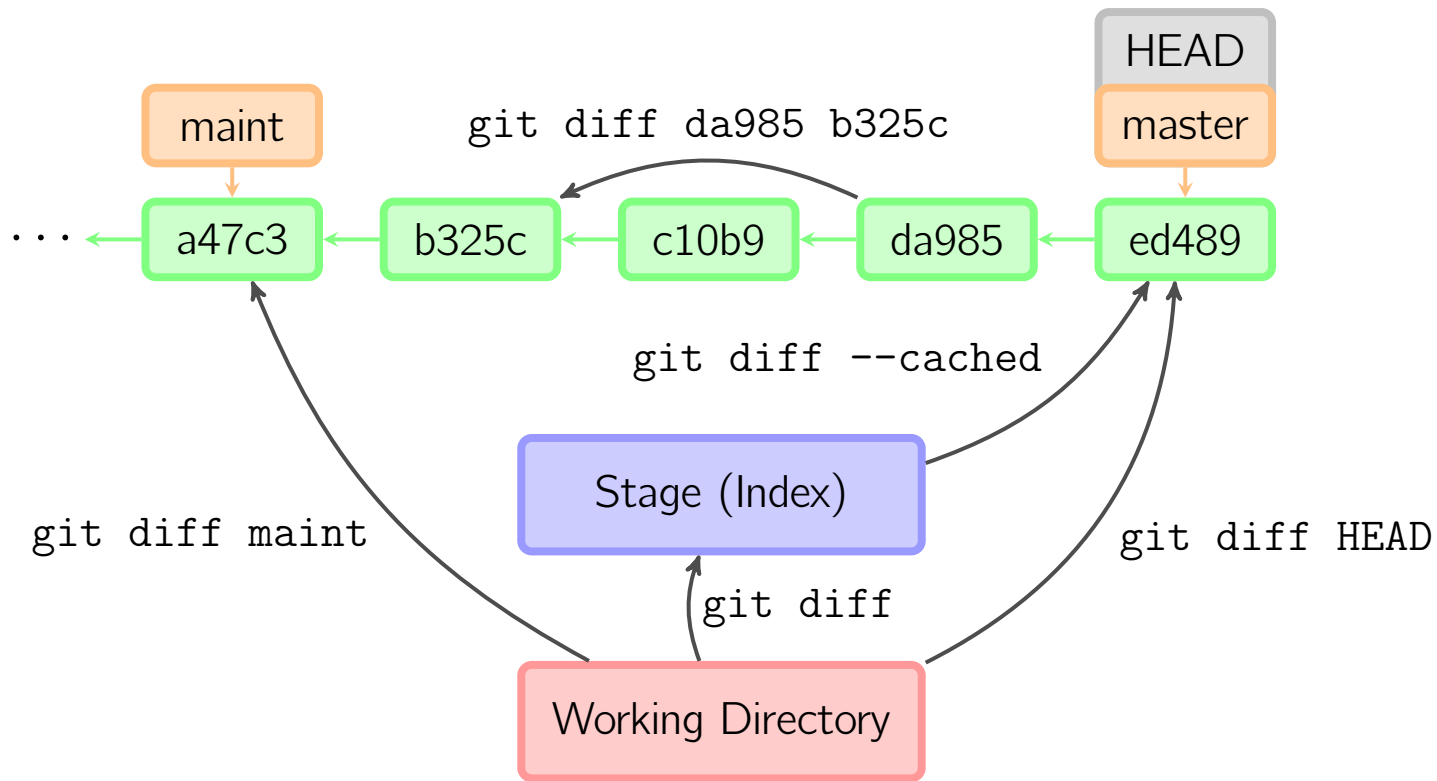 HEAD
maint
git diff da985 b325c
master
... a47c3 b325c c10b9 da985 ed489
git diff --cached
Stage (Index)
git diff maint
git diff HEAD
git diff
Working Directory